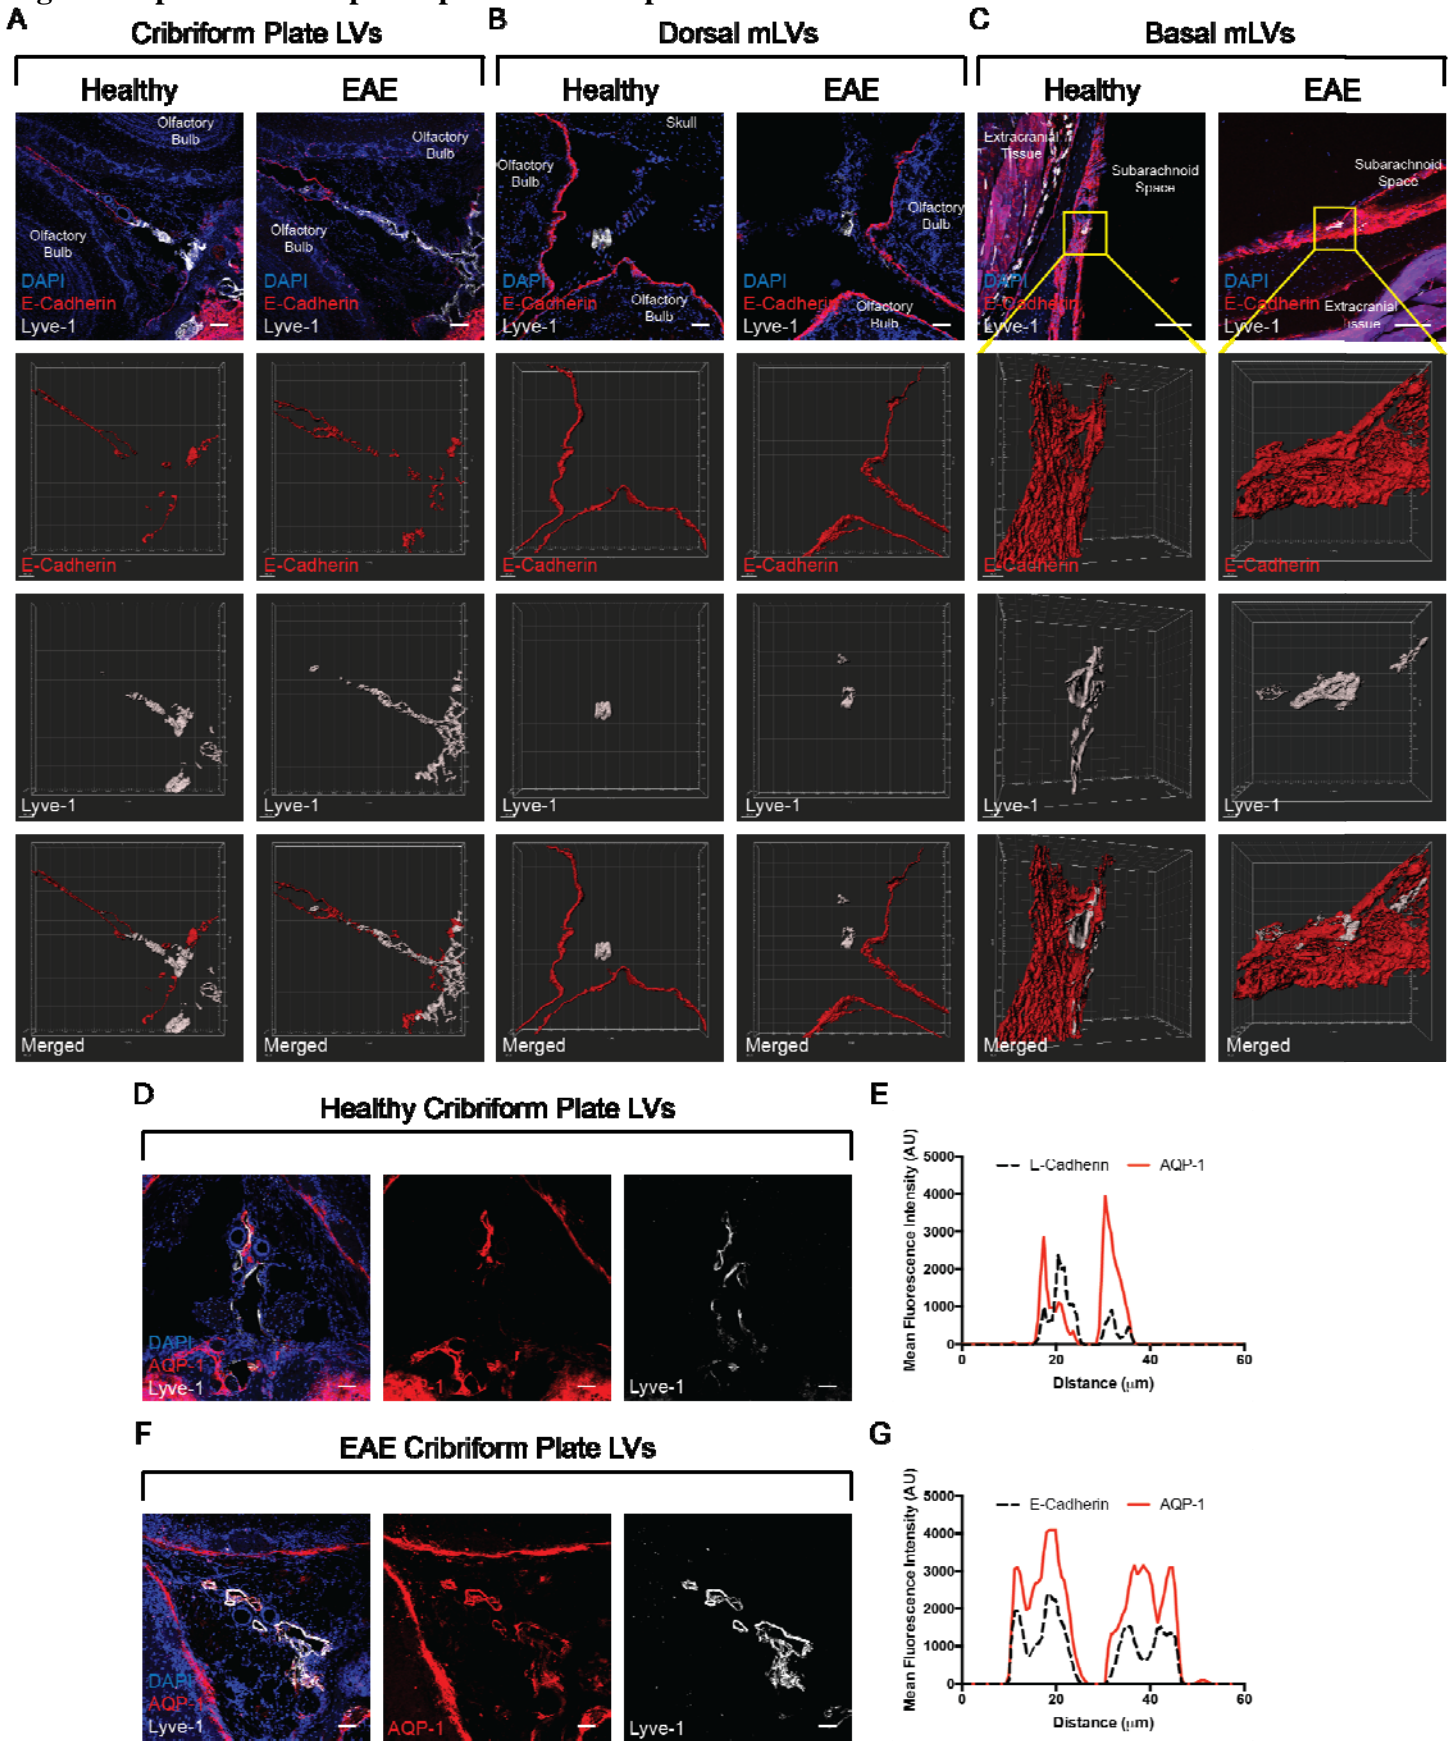 A
Cribriform Plate LVs
Healthy
EAE
B
Dorsal mLVs
Healthy
EAE
C
Basal mLVs
Healthy
EAE
Olfactory
Bulb
Olfactory
Bulb
DAPI
E-Cadherin
Lyve-1
Olfactory
Bulb
Olfactory
Bulb
DAPI
E-Cadherin
Lyve-1
Skull
Olfactory
Bulb
Olfactory
Bulb
DAPI
E-Cadherin
Lyve-1
Olfactory
Bulb
Olfactory
Bulb
DAPI
E-Cadherin
Lyve-1
Extracranial
Tissue
Subarachnoid
Space
DAPI
E-Cadherin
Lyve-1
Subarachnoid
Space
Extracranial
Tissue
DAPI
E-Cadherin
Lyve-1
E-Cadherin
E-Cadherin
E-Cadherin
E-Cadherin
E-Cadherin
E-Cadherin
Lyve-1
Lyve-1
Lyve-1
Lyve-1
Lyve-1
Lyve-1
Merged
Merged
Merged
Merged
Merged
Merged
D
Healthy Cribriform Plate LVs
DAPI
AQP-1
Lyve-1
P-1
Lyve-1
E
E-Cadherin AQP-1
Mean Fluorescence Intensity (AU)
5000
4000
3000
2000
1000
0
0 20 40 60
Distance (μm)
F
EAE Cribriform Plate LVs
DAPI
AQP-1
Lyve-1
AQP-1
Lyve-1
G
E-Cadherin AQP-1
Mean Fluorescence Intensity (AU)
5000
4000
3000
2000
1000
0
0 20 40 60
Distance (μm)